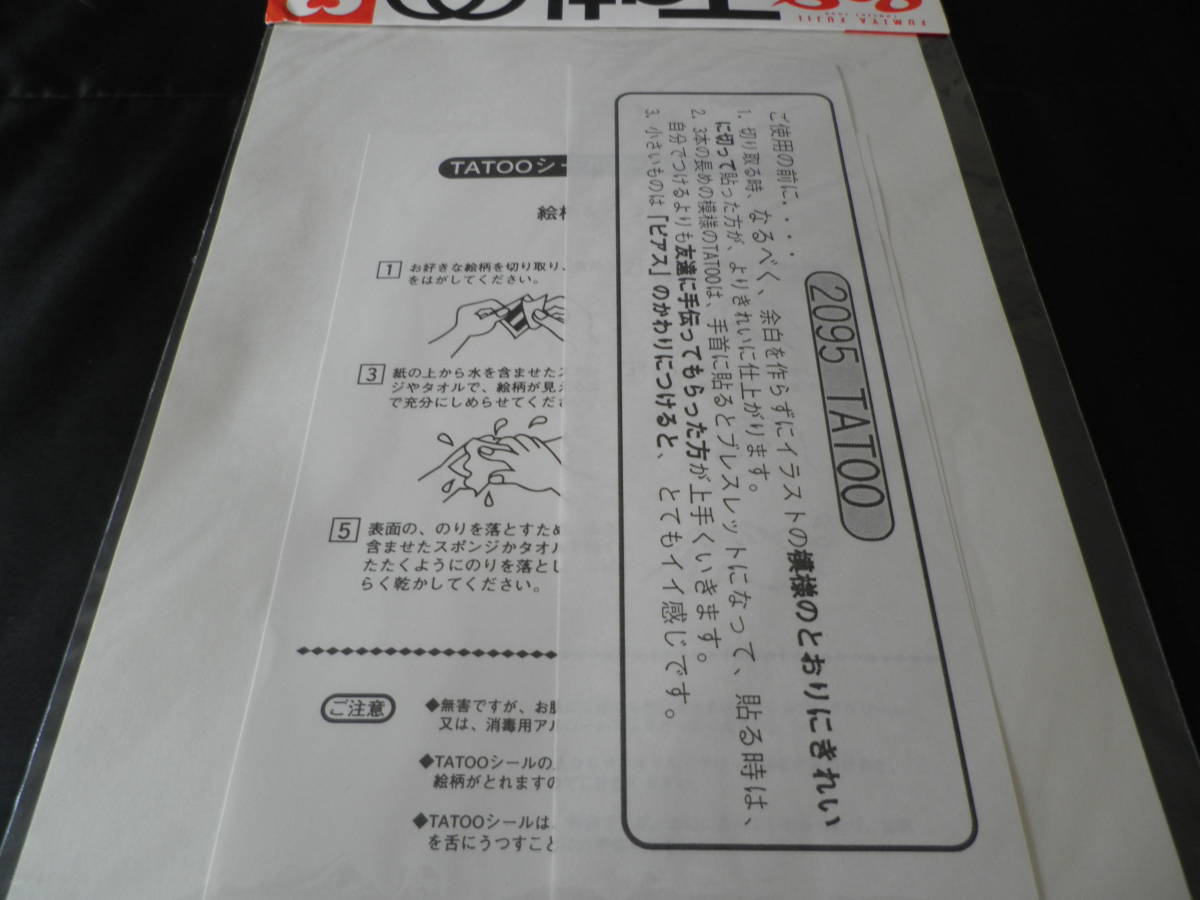 FUMIYA FUJII
TATOOシー
絵柄
1 お好きな絵柄を切り取り、
をはがしてください。
3 紙の上から水を含ませた
ジやタオルで、絵柄が見え
で充分にしめらせてくださ
5 表面の、のりを落とすため
含ませたスポンジかタオル
たたくようにのりを落とし
らく乾かしてください。
ご注意
◆無害ですが、お肌
又は、消毒用アル
◆TATOOシールの
絵柄がとれますの
◆TATOOシールは、
を舌にうつすこと
2095 TATOO
ご使用の前に・・・
1. 切り取る時、なるべく、余白を作らずにイラストの模様のとおりにきれい
に切って貼った方が、よりきれいに仕上がります。
2. 3本の長めの模様のTATOOは、手首に貼るとブレスレットになって、貼る時は、
自分でつけるよりも友達に手伝ってもらった方が上手くいきます。
3. 小さいものは「ピアス」のかわりにつけると、とてもイイ感じです。